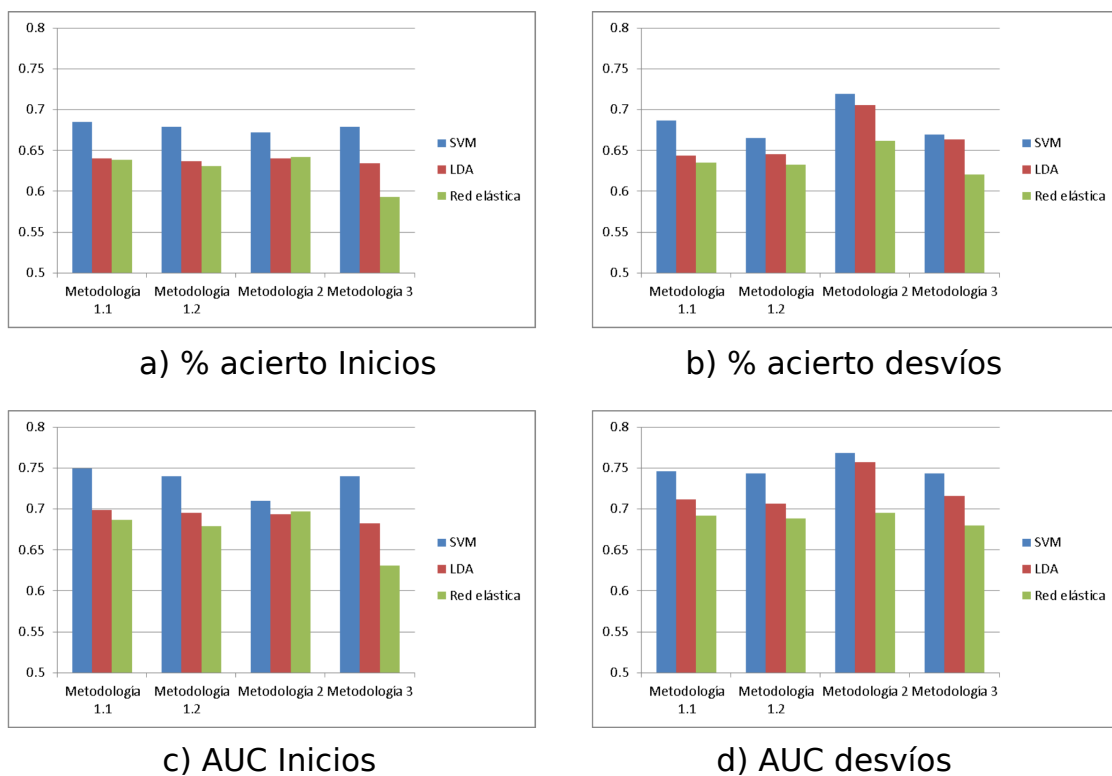 0.8
0.75
0.7
0.65
0.6
0.55
0.5
Metodologia 1.1
Metodologia 1.2
Metodologia 2
Metodologia 3
SVM
LDA
Red elástica
a) % acierto Inicios
0.8
0.75
0.7
0.65
0.6
0.55
0.5
Metodologia 1.1
Metodologia 1.2
Metodologia 2
Metodologia 3
SVM
LDA
Red elástica
b) % acierto desvíos
0.8
0.75
0.7
0.65
0.6
0.55
0.5
Metodologia 1.1
Metodologia 1.2
Metodologia 2
Metodologia 3
SVM
LDA
Red elástica
c) AUC Inicios
0.8
0.75
0.7
0.65
0.6
0.55
0.5
Metodologia 1.1
Metodologia 1.2
Metodologia 2
Metodologia 3
SVM
LDA
Red elástica
d) AUC desvíos